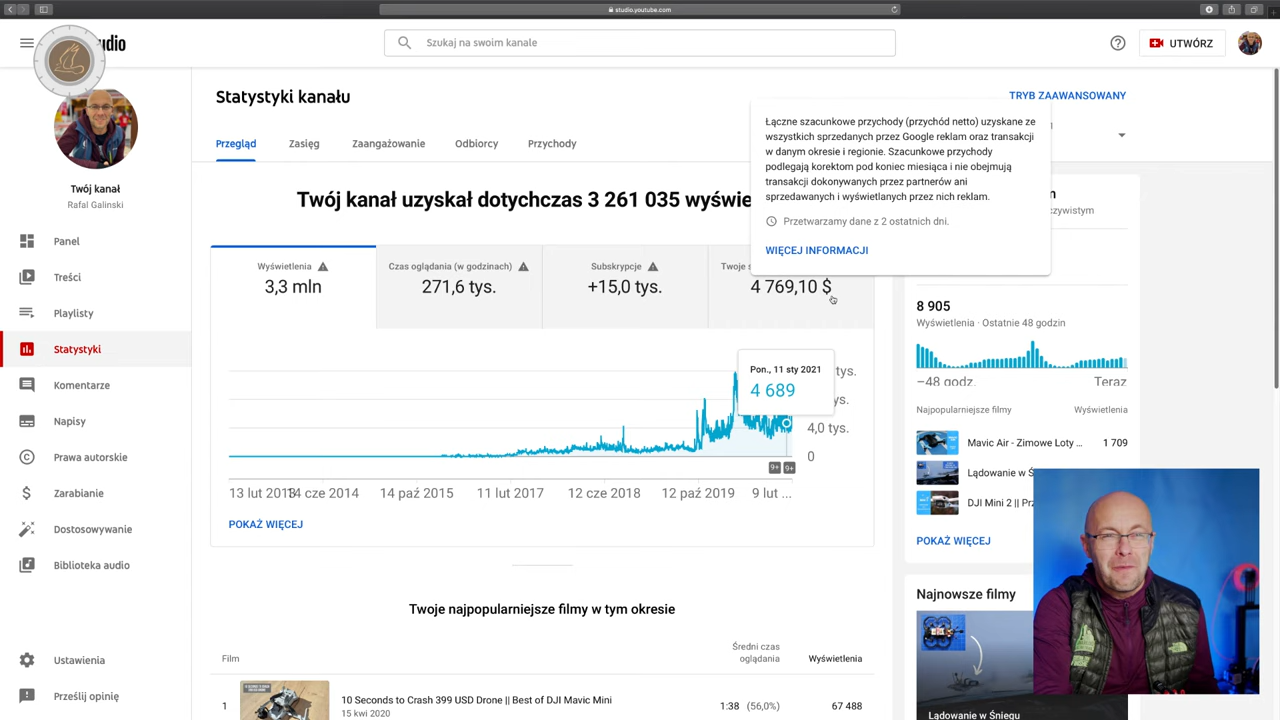 studio.youtube.com
udio
Szukaj na swoim kanale
UTWÓRZ
Twój kanał
Rafal Galinski
Panel
Treści
Playlisty
Statystyki
Komentarze
Napisy
Prawa autorskie
Zarabianie
Dostosowywanie
Biblioteka audio
Ustawienia
Prześlij opinię
Statystyki kanału
TRYB ZAAWANSOWANY
Przegląd
Zasięg
Zaangażowanie
Odbiorcy
Przychody
Łączne szacunkowe przychody (przychód netto) uzyskane ze
wszystkich sprzedanych przez Google reklam oraz transakcji
w danym okresie i regionie. Szacunkowe przychody
podlegają korektom pod koniec miesiąca i nie obejmują
transakcji dokonywanych przez partnerów ani
sprzedawanych i wyświetlanych przez nich reklam.
Przetwarzamy dane z 2 ostatnich dni.
WIĘCEJ INFORMACJI
Twój kanał uzyskał dotychczas 3 261 035 wyświe
Wyświetlenia
3,3 mln
Czas oglądania (w godzinach)
271,6 tys.
Subskrypcje
+15,0 tys.
Twoje s
4 769,10 $
Pon., 11 sty 2021
4 689
tys.
ys.
4,0 tys.
0
9+ 9+
13 lut 2013
14 cze 2014
14 paź 2015
11 lut 2017
12 cze 2018
12 paź 2019
9 lut ...
POKAŻ WIĘCEJ
Twoje najpopularniejsze filmy w tym okresie
Film
Średni czas
oglądania
Wyświetlenia
1
10 Seconds to Crash 399 USD Drone || Best of DJI Mavic Mini
15 kwi 2020
1:38 (56,0%)
67 488
m
czywistym
8 905
Wyświetlenia · Ostatnie 48 godzin
−48 godz.
Teraz
Najpopularniejsze filmy
Wyświetlenia
Mavic Air - Zimowe Loty ...
1 709
Lądowanie w Ś
DJI Mini 2 || Prz
POKAŻ WIĘCEJ
Najnowsze filmy
Lądowanie w Śniegu